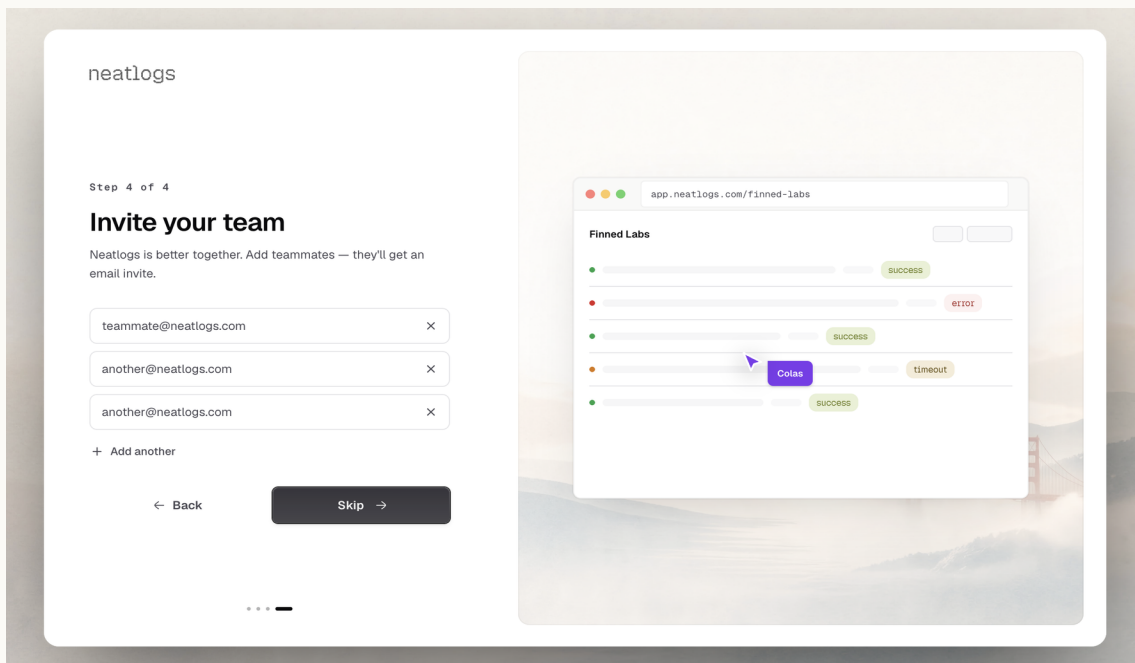 neatlogs
Step 4 of 4
Invite your team
Neatlogs is better together. Add teammates — they'll get an
email invite.
teammate@neatlogs.com
another@neatlogs.com
another@neatlogs.com
Add another
Back
Skip
app.neatlogs.com/finned-labs
Finned Labs
success
error
success
Colas
timeout
success